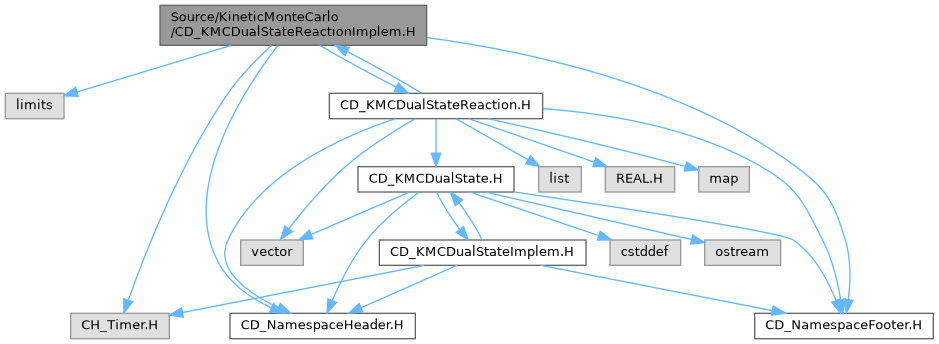 Source/KineticMonteCarlo
/CD_KMCDualStateReactionImplem.H
limits
CD_KMCDualStateReaction.H
CD_KMCDualState.H
list
REAL.H
map
vector
CD_KMCDualStateImplem.H
cstddef
ostream
CH_Timer.H
CD_NamespaceHeader.H
CD_NamespaceFooter.H